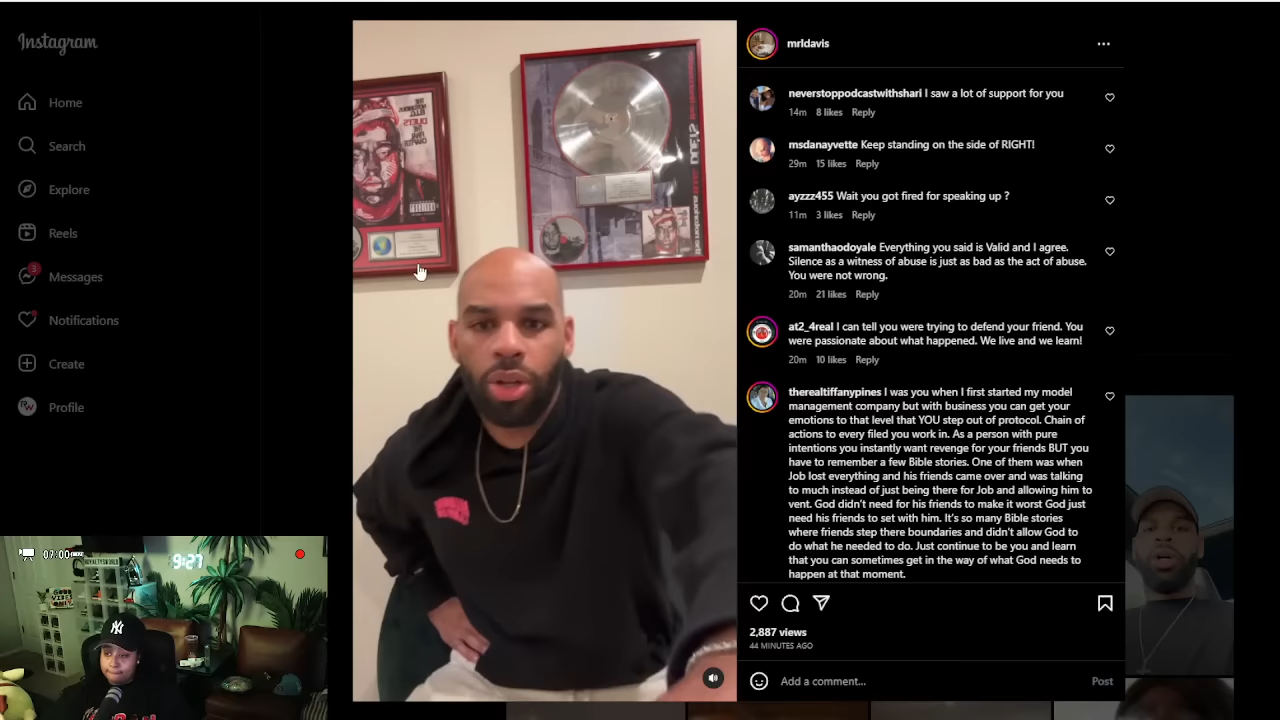 Instagram
Home
Search
Explore
Reels
3
Messages
Notifications
Create
Profile
mrldavis
neverstoppodcastwithshari I saw a lot of support for you
14m 8 likes Reply
msdanayvette Keep standing on the side of RIGHT!
29m 15 likes Reply
ayzzz455 Wait you got fired for speaking up ?
11m 3 likes Reply
samanthaodoyale Everything you said is Valid and I agree.
Silence as a witness of abuse is just as bad as the act of abuse.
You were not wrong.
20m 21 likes Reply
at2_4real I can tell you were trying to defend your friend. You
were passionate about what happened. We live and we learn!
20m 10 likes Reply
therealtiffanypines I was you when I first started my model
management company but with business you can get your
emotions to that level that YOU step out of protocol. Chain of
actions to every filed you work in. As a person with pure
intentions you instantly want revenge for your friends BUT you
have to remember a few Bible stories. One of them was when
Job lost everything and his friends came over and was talking
to much instead of just being there for Job and allowing him to
vent. God didn't need for his friends to make it worst God just
need his friends to set with him. It's so many Bible stories
where friends step there boundaries and didn't allow God to
do what he needed to do. Just continue to be you and learn
that you can sometimes get in the way of what God needs to
happen at that moment.
2,887 views
44 MINUTES AGO
Add a comment...
Post
9:27
GOOD
VIBES
ONLY
NY